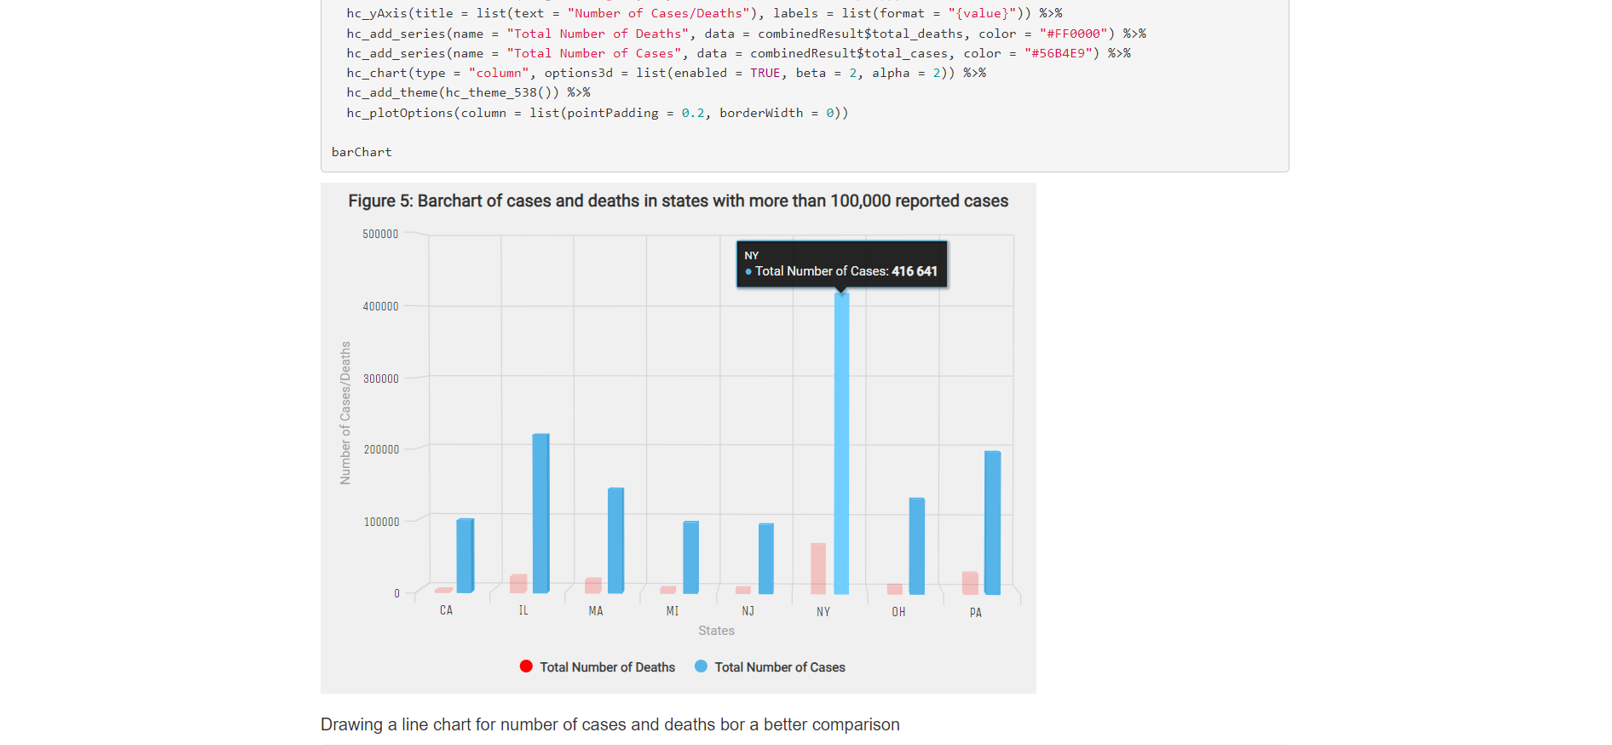 hc_yAxis(title = list(text = "Number of Cases/Deaths"), labels = list(format = "{value}")) %>%
hc_add_series(name = "Total Number of Deaths", data = combinedResult$total_deaths, color = "#FF0000") %>%
hc_add_series(name = "Total Number of Cases", data = combinedResult$total_cases, color = "#56B4E9") %>%
hc_chart(type = "column", options3d = list(enabled = TRUE, beta = 2, alpha = 2)) %>%
hc_add_theme(hc_theme_538()) %>%
hc_plotOptions(column = list(pointPadding = 0.2, borderWidth = 0))
barChart
Figure 5: Barchart of cases and deaths in states with more than 100,000 reported cases
500000
NY
Total Number of Cases: 416 641
400000
300000
200000
100000
0
Number of Cases/Deaths
CA IL MA MI NJ NY OH PA
States
Total Number of Deaths Total Number of Cases
Drawing a line chart for number of cases and deaths bor a better comparison